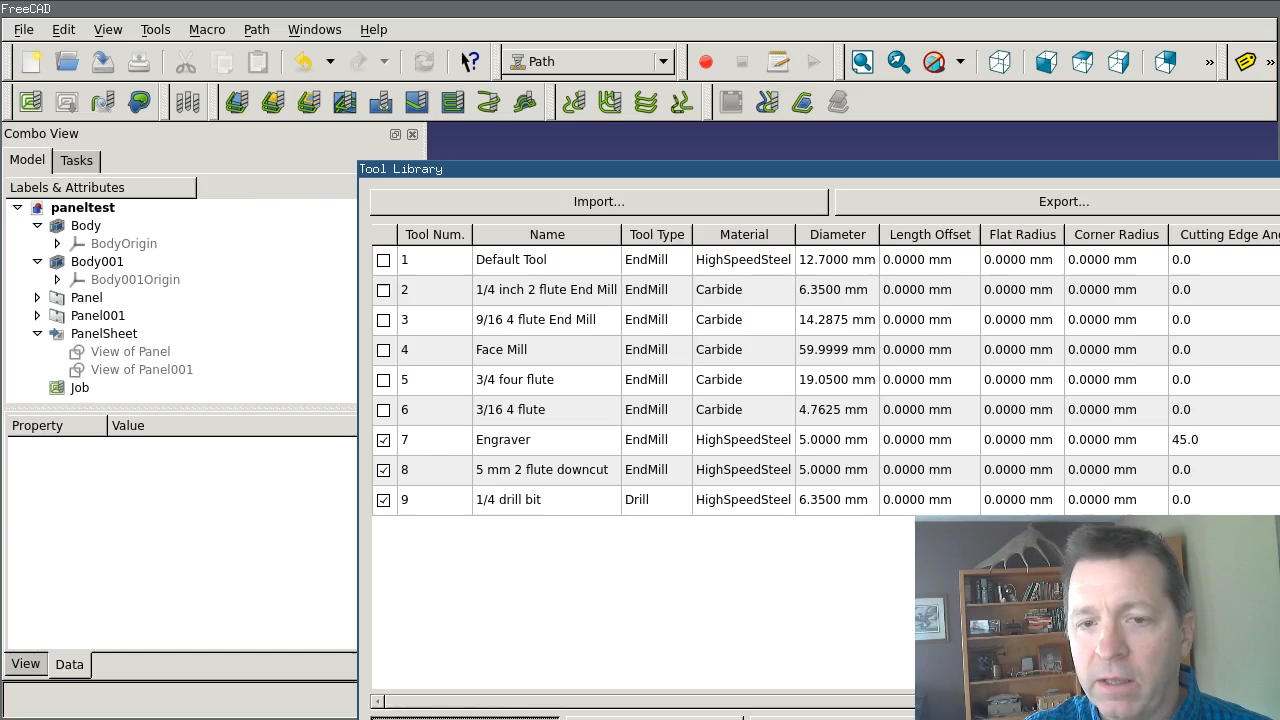 FreeCAD
File Edit View Tools Macro Path Windows Help
Path
» »
Combo View
Model Tasks
Labels & Attributes
paneltest
Body
BodyOrigin
Body001
Body001Origin
Panel
Panel001
PanelSheet
View of Panel
View of Panel001
Job
Property Value
View Data
Tool Library
Import... Export...
Tool Num. Name Tool Type Material Diameter Length Offset Flat Radius Corner Radius Cutting Edge An
1 Default Tool EndMill HighSpeedSteel 12.7000 mm 0.0000 mm 0.0000 mm 0.0000 mm 0.0
2 1/4 inch 2 flute End Mill EndMill Carbide 6.3500 mm 0.0000 mm 0.0000 mm 0.0000 mm 0.0
3 9/16 4 flute End Mill EndMill Carbide 14.2875 mm 0.0000 mm 0.0000 mm 0.0000 mm 0.0
4 Face Mill EndMill Carbide 59.9999 mm 0.0000 mm 0.0000 mm 0.0000 mm 0.0
5 3/4 four flute EndMill Carbide 19.0500 mm 0.0000 mm 0.0000 mm 0.0000 mm 0.0
6 3/16 4 flute EndMill Carbide 4.7625 mm 0.0000 mm 0.0000 mm 0.0000 mm 0.0
7 Engraver EndMill HighSpeedSteel 5.0000 mm 0.0000 mm 0.0000 mm 0.0000 mm 45.0
8 5 mm 2 flute downcut EndMill HighSpeedSteel 5.0000 mm 0.0000 mm 0.0000 mm 0.0000 mm 0.0
9 1/4 drill bit Drill HighSpeedSteel 6.3500 mm 0.0000 mm 0.0000 mm 0.0000 mm 0.0